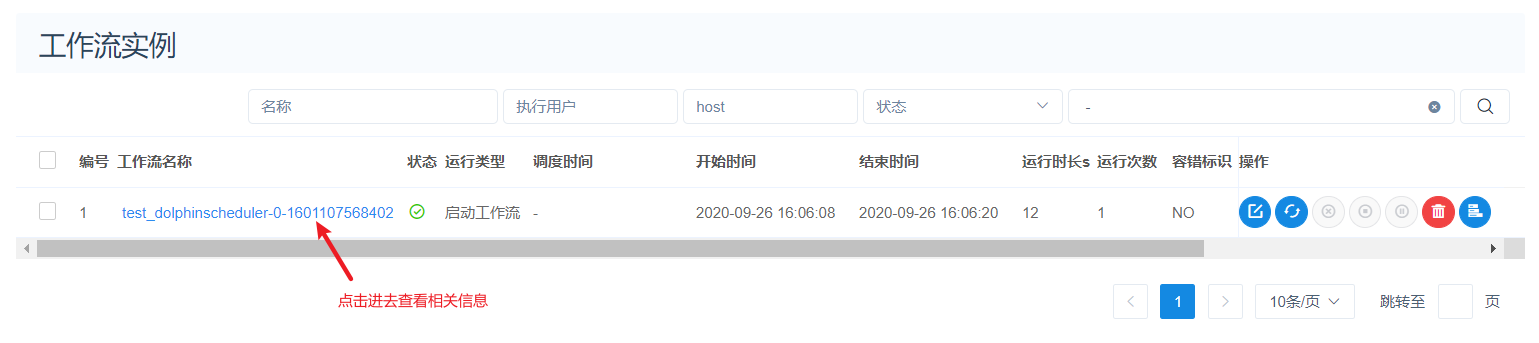 工作流实例
名称 执行用户 host 状态 -
编号 工作流名称 状态 运行类型 调度时间 开始时间 结束时间 运行时长s 运行次数 容错标识 操作
1 test_dolphinscheduler-0-1601107568402 启动工作流 - 2020-09-26 16:06:08 2020-09-26 16:06:20 12 1 NO
点击进去查看相关信息
1 10条/页 跳转至 页